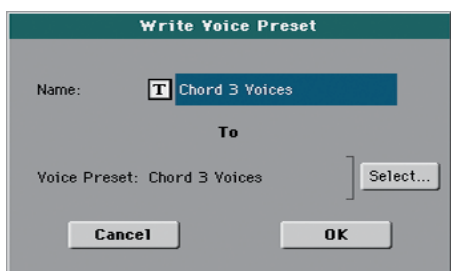 Write Voice Preset
Name: T Chord 3 Voices
To
Voice Preset: Chord 3 Voices Select...
Cancel OK